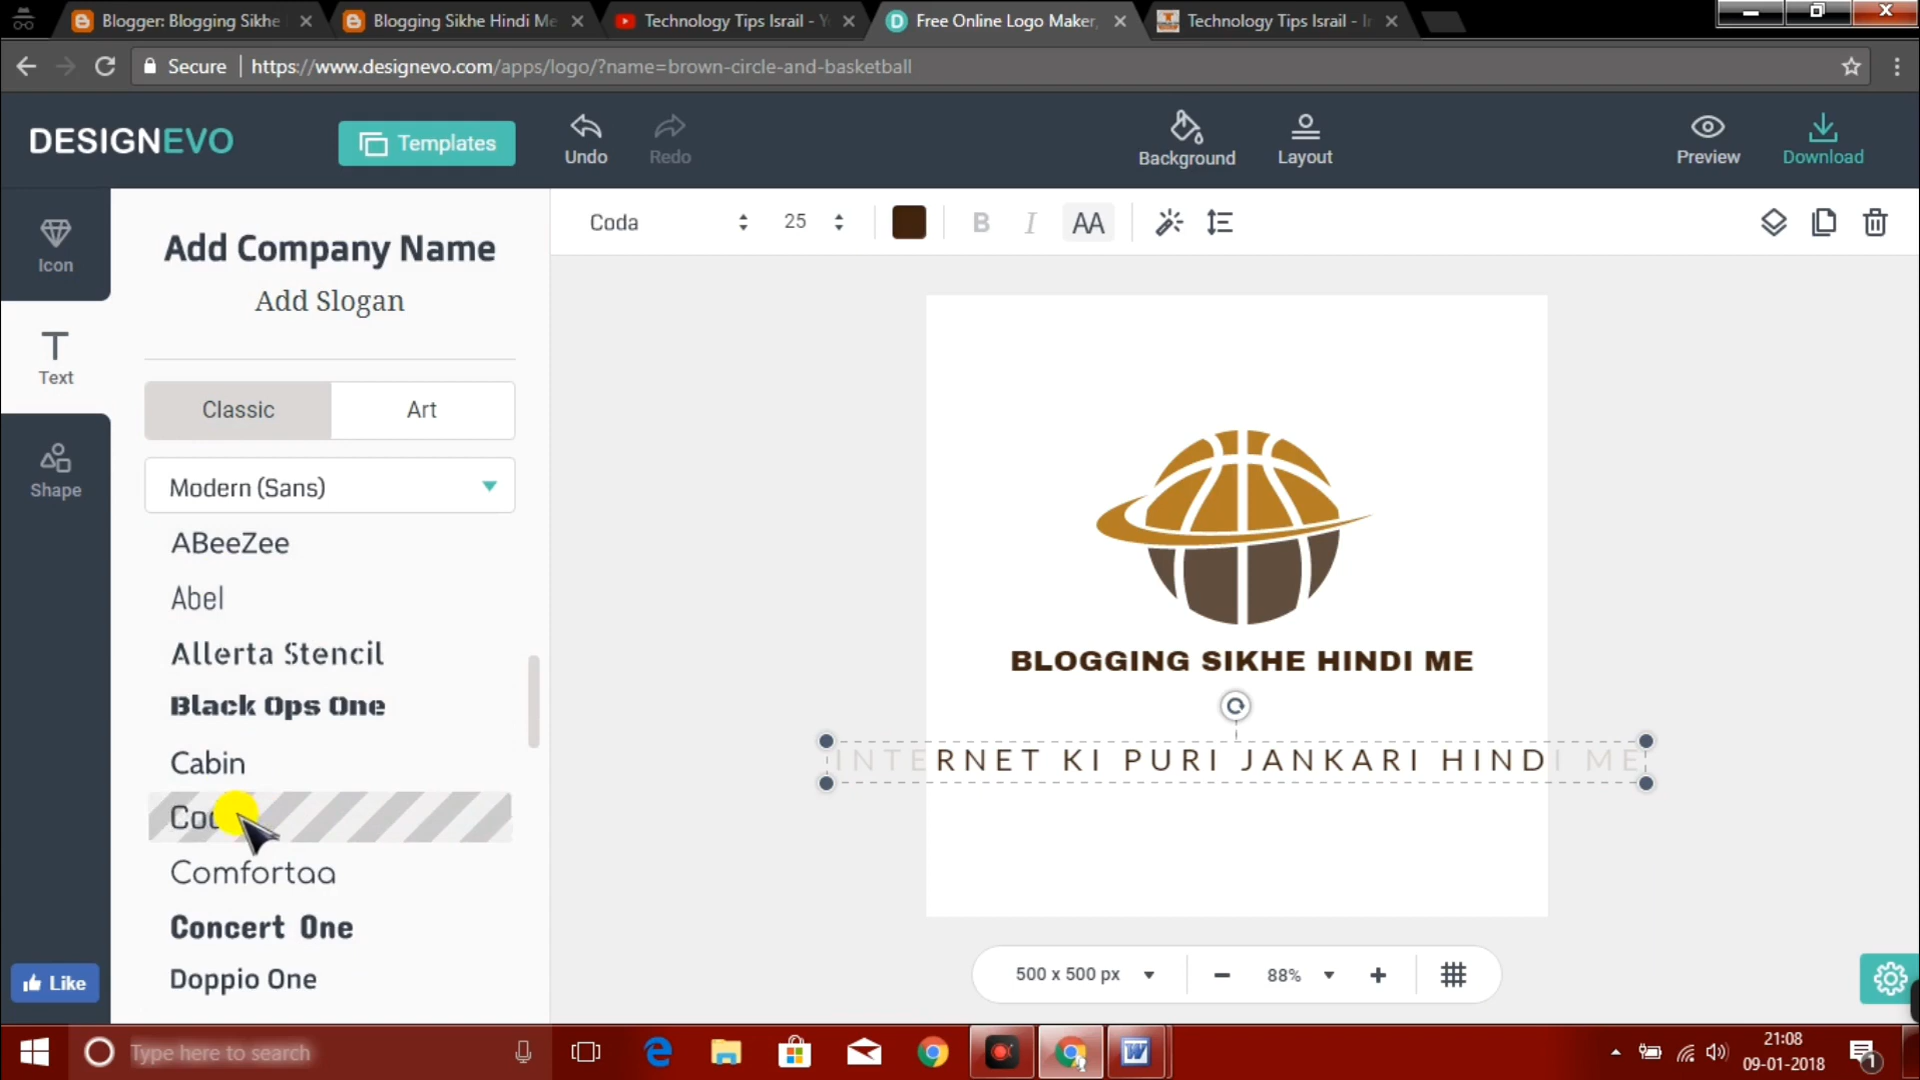 Blogger: Blogging Sikhe
Blogging Sikhe Hindi Me
Technology Tips Israil - Y
Free Online Logo Maker,
Technology Tips Israil - I
Secure
https://www.designevo.com/apps/logo/?name=brown-circle-and-basketball
DESIGNEVO
Templates
Undo
Redo
Background
Layout
Preview
Download
Icon
Text
Shape
Add Company Name
Add Slogan
Classic
Art
Modern (Sans)
Coda
25
B
I
AA
ABeeZee
Abel
Allerta Stencil
Black Ops One
Cabin
Comfortaa
Concert One
Doppio One
BLOGGING SIKHE HINDI ME
INTERNET KI PURI JANKARI HINDI ME
500 x 500 px
88%
Like
Type here to search
21:08
09-01-2018
1